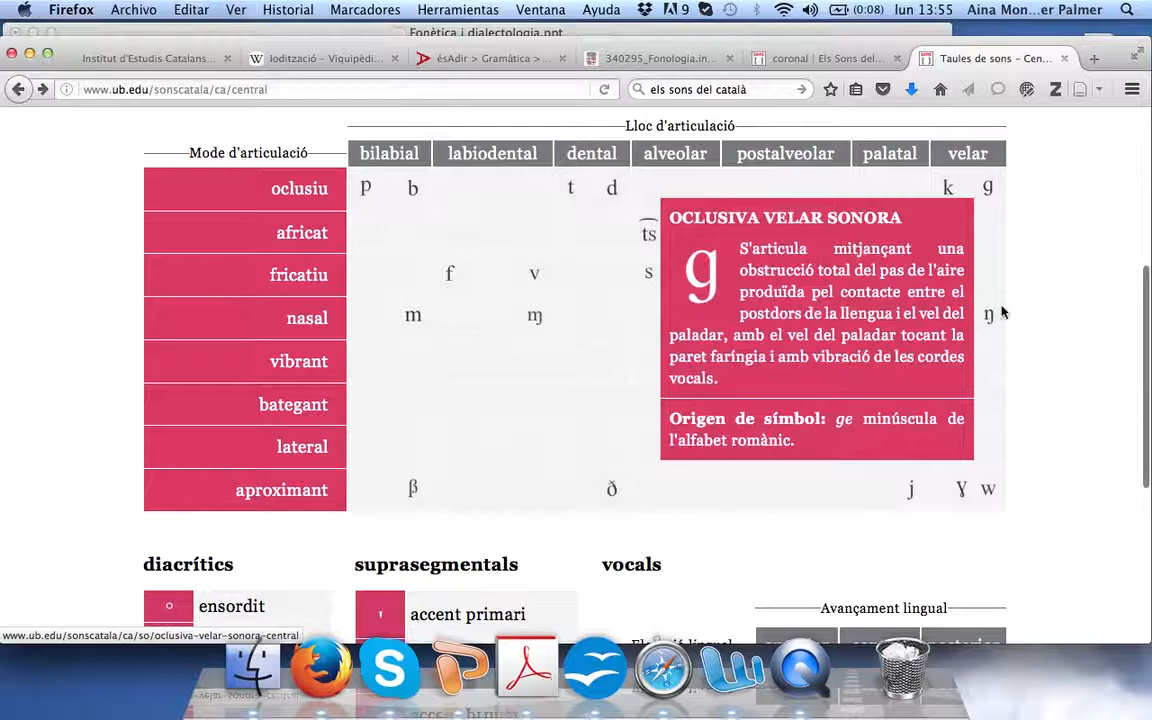 Firefox Archivo Editar Ver Historial Marcadores Herramientas Ventana Ayuda 9 (0:08) lun 13:55 Aina Mon...er Palmer
Fonètica i dialectologia.ppt
Institut d'Estudis Catalans... Iodització – Viquipèdi... ésAdir > Gramàtica >... 340295_Fonologia.in... coronal | Els Sons del... Taules de sons – Cen...
www.ub.edu/sonscatala/ca/central els sons del català
Lloc d'articulació
Mode d'articulació bilabial labiodental dental alveolar postalveolar palatal velar
oclusiu p b t d k g
africat t͡s
fricatiu f v s
nasal m ɱ ŋ
vibrant
bategant
lateral
aproximant β ð j ɣ w
OCLUSIVA VELAR SONORA
g
S'articula mitjançant una
obstrucció total del pas de l'aire
produïda pel contacte entre el
postdors de la llengua i el vel del
paladar, amb el vel del paladar tocant la
paret faríngia i amb vibració de les cordes
vocals.
Origen de símbol: ge minúscula de
l'alfabet romànic.
diacrítics suprasegmentals vocals
ensordit accent primari
Avançament lingual
www.ub.edu/sonscatala/ca/so/oclusiva-velar-sonora-central